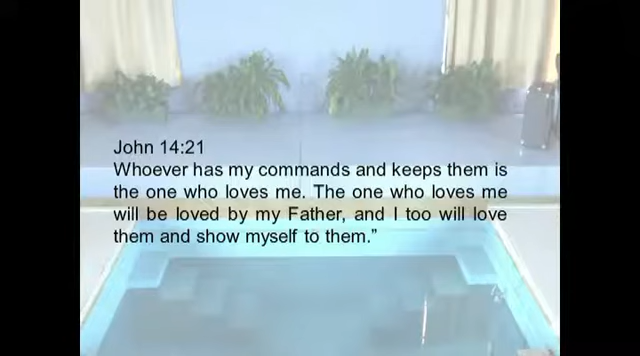 John 14:21
Whoever has my commands and keeps them is
the one who loves me. The one who loves me
will be loved by my Father, and I too will love
them and show myself to them.”